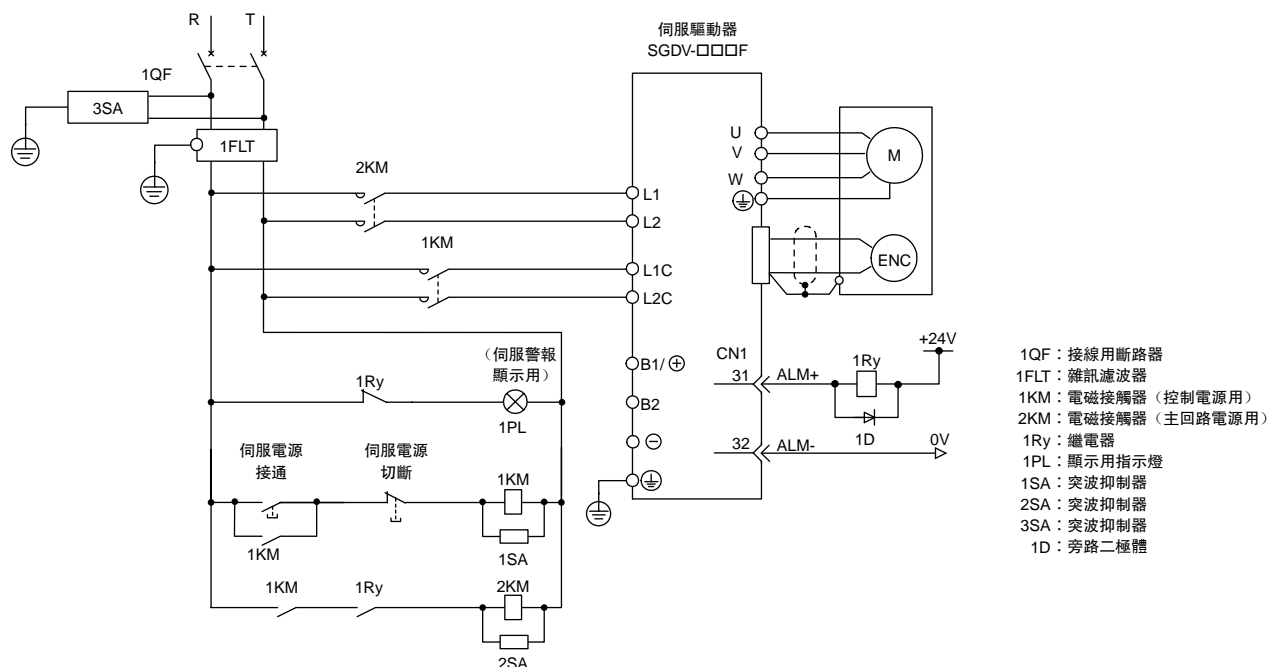 R
T
伺服驅動器
SGDV-□□□F
1QF
3SA
1FLT
U
V
W
M
2KM
L1
L2
1KM
L1C
L2C
ENC
+24V
(伺服警報
顯示用)
1Ry
1PL
B1/⊕
B2
⊖
CN1
31
ALM+
1Ry
1D
32
ALM-
0V
伺服電源
接通
伺服電源
切斷
1KM
1KM
1SA
1KM
1Ry
2KM
2SA
1QF：接線用斷路器
1FLT：雜訊濾波器
1KM：電磁接觸器（控制電源用）
2KM：電磁接觸器（主回路電源用）
1Ry：繼電器
1PL：顯示用指示燈
1SA：突波抑制器
2SA：突波抑制器
3SA：突波抑制器
1D：旁路二極體